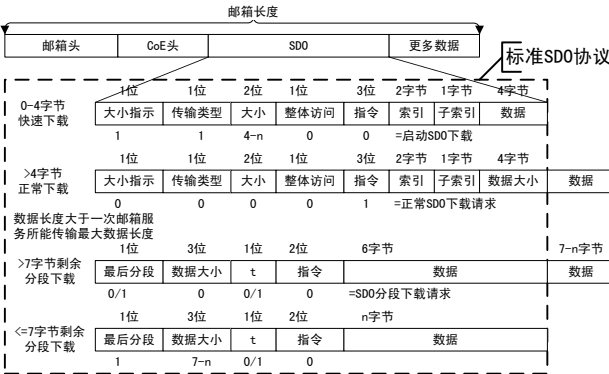 邮箱长度
邮箱头 CoE头 SDO 更多数据
标准SDO协议
1位 1位 2位 1位 3位 2字节 1字节 4字节
0-4字节
快速下载
大小指示 传输类型 大小 整体访问 指令 索引 子索引 数据
1 1 4-n 0 0 =启动SDO下载
1位 1位 2位 1位 3位 2字节 1字节 4字节
>4字节
正常下载
大小指示 传输类型 大小 整体访问 指令 索引 子索引 数据大小 数据
0 0 0 0 1 =正常SDO下载请求
数据长度大于一次邮箱服
务所能传输最大数据长度
1位 3位 1位 2位 6字节 7-n字节
>7字节剩余
分段下载
最后分段 数据大小 t 指令 数据 数据
0/1 0 0/1 0 =SDO分段下载请求
1位 3位 1位 2位 n字节
<=7字节剩余
分段下载
最后分段 数据大小 t 指令 数据
1 7-n 0/1 0